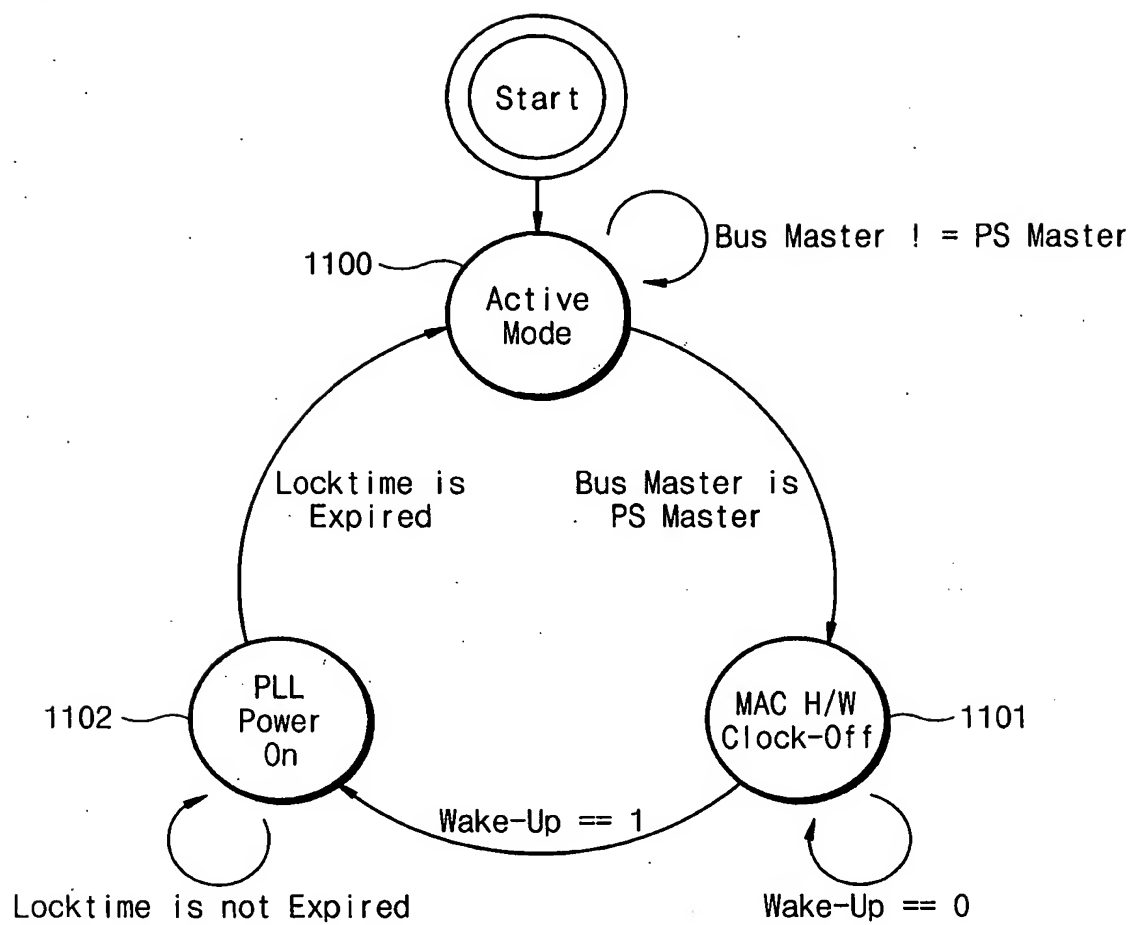 Start
Bus Master ! = PS Master
1100
Active
Mode
Locktime is
Expired
Bus Master is
PS Master
1102
PLL
Power
On
MAC H/W
Clock-Off
1101
Wake-Up == 1
Locktime is not Expired
Wake-Up == 0